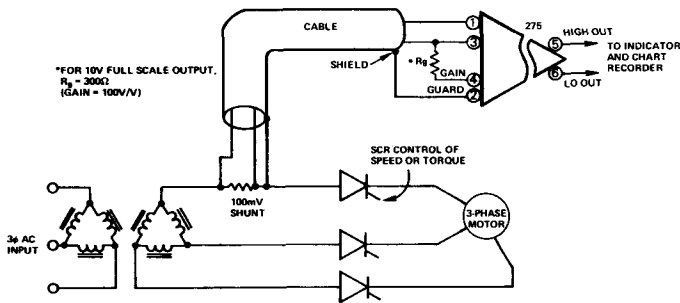 CABLE
275
①
③
HIGH OUT
⑤
TO INDICATOR
AND CHART
RECORDER
SHIELD
* Rg
GAIN
④
⑥
LO OUT
GUARD
②
*FOR 10V FULL SCALE OUTPUT,
Rg = 300Ω
(GAIN = 100V/V)
SCR CONTROL OF
SPEED OR TORQUE
100mV
SHUNT
3-PHASE
MOTOR
3ϕ AC
INPUT